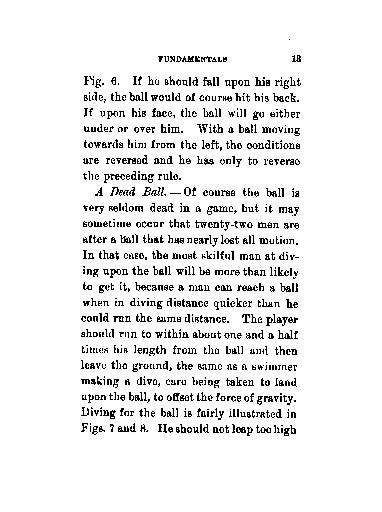 FUNDAMENTALS 13
Fig. 6. If he should fall upon his right
side, the ball would of course hit his back.
If upon his face, the ball will go either
under or over him. With a ball moving
towards him from the left, the conditions
are reversed and he has only to reverse
the preceding rule.
A Dead Ball. — Of course the ball is
very seldom dead in a game, but it may
sometime occur that twenty-two men are
after a ball that has nearly lost all motion.
In that case, the most skilful man at div-
ing upon the ball will be more than likely
to get it, because a man can reach a ball
when in diving distance quicker than he
could run the same distance. The player
should run to within about one and a half
times his length from the ball and then
leave the ground, the same as a swimmer
making a dive, care being taken to land
upon the ball, to offset the force of gravity.
Diving for the ball is fairly illustrated in
Figs. 7 and 8. He should not leap too high